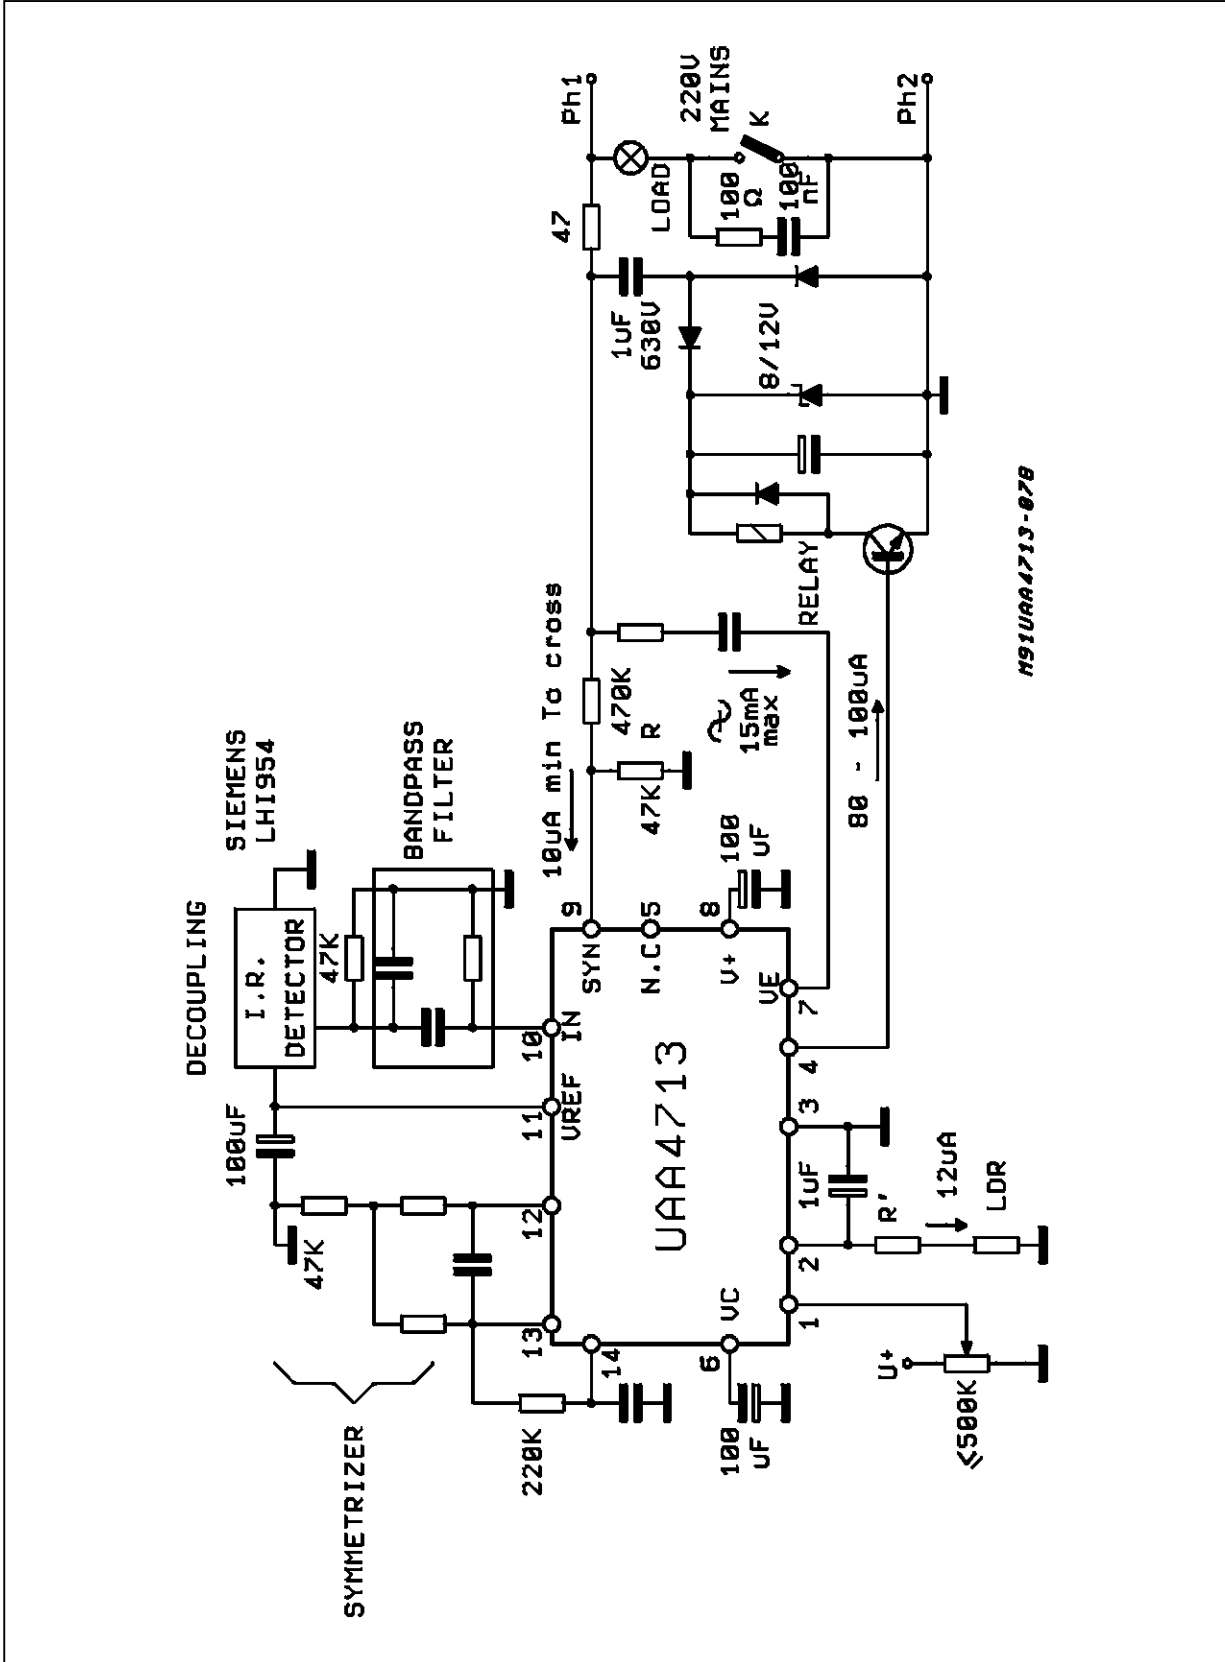 SIEMENS
LHI954
DECOUPLING
I.R.
DETECTOR
100uF
47K
47K
BANDPASS
FILTER
SYMMETRIZER
220K
10uA min To cross
47
Ph1
LOAD
220V
MAINS
K
100
Ω
100
nF
Ph2
1uF
630V
8/12V
RELAY
470K
R
47K
15mA
max
80 - 100uA
13
12
11
VREF
10
IN
9
SYN
N.C
5
8
V+
100
uF
14
UAA4713
6
VC
100
uF
1
2
3
4
7
VE
1uF
R'
12uA
LDR
V+
≤500K
M91UAA4713-07B